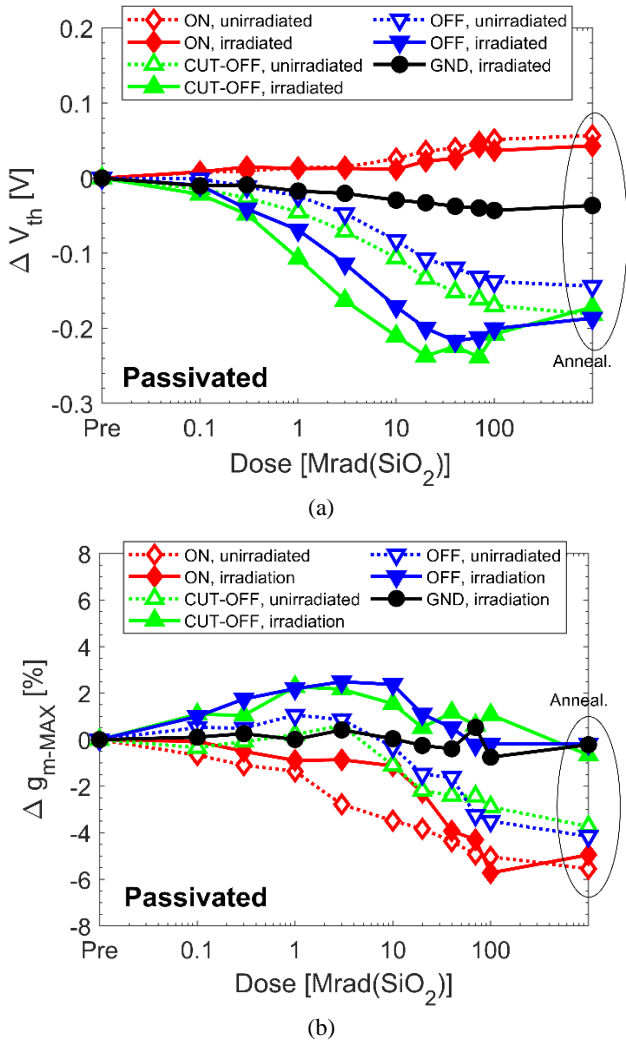 0.2
0.1
0
-0.1
-0.2
-0.3
Δ V_th [V]
ON, unirradiated
ON, irradiated
CUT-OFF, unirradiated
CUT-OFF, irradiated
OFF, unirradiated
OFF, irradiated
GND, irradiated
Anneal.
Passivated
Pre 0.1 1 10 100
Dose [Mrad(SiO_2)]
(a)
8
6
4
2
0
-2
-4
-6
-8
Δ g_m-MAX [%]
ON, unirradiated
ON, irradiation
CUT-OFF, unirradiated
CUT-OFF, irradiation
OFF, unirradiated
OFF, irradiation
GND, irradiation
Anneal.
Passivated
Pre 0.1 1 10 100
Dose [Mrad(SiO_2)]
(b)